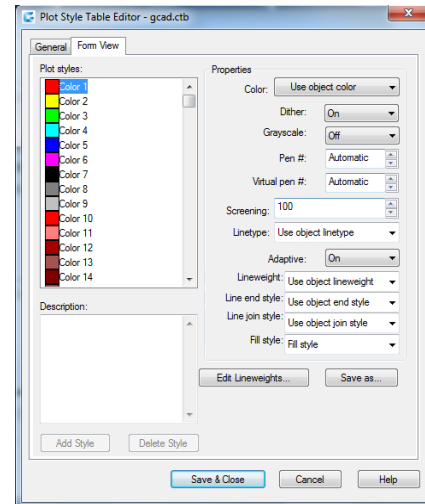 Plot Style Table Editor - gcad.ctb
General Form View
Plot styles:
Color 1
Color 2
Color 3
Color 4
Color 5
Color 6
Color 7
Color 8
Color 9
Color 10
Color 11
Color 12
Color 13
Color 14
Description:
Add Style Delete Style
Properties
Color: Use object color
Dither: On
Grayscale: Off
Pen #: Automatic
Virtual pen #: Automatic
Screening: 100
Linetype: Use object linetype
Adaptive: On
Lineweight: Use object lineweight
Line end style: Use object end style
Line join style: Use object join style
Fill style: Fill style
Edit Lineweights... Save as...
Save & Close Cancel Help